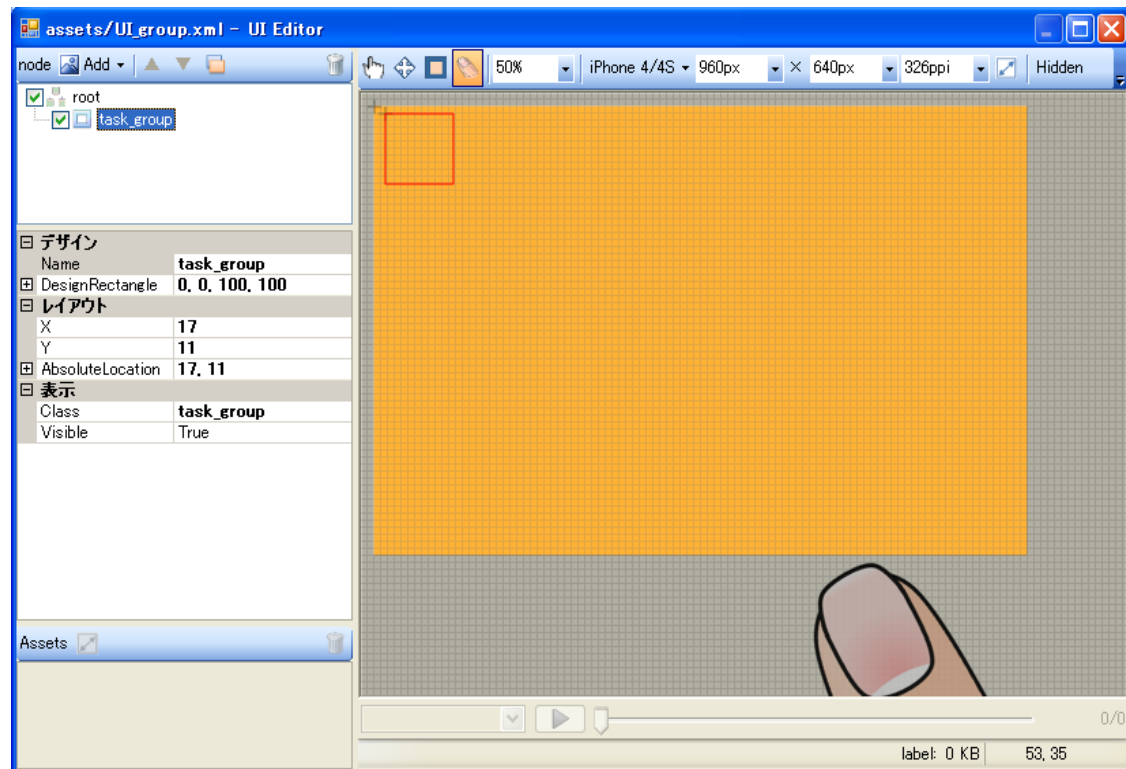 assets/UI_group.xml - UI Editor
node Add
50% iPhone 4/4S 960px × 640px 326ppi Hidden
root
task_group
デザイン
Name task_group
DesignRectangle 0, 0, 100, 100
レイアウト
X 17
Y 11
AbsoluteLocation 17, 11
表示
Class task_group
Visible True
Assets
0/0
label: 0 KB 53, 35